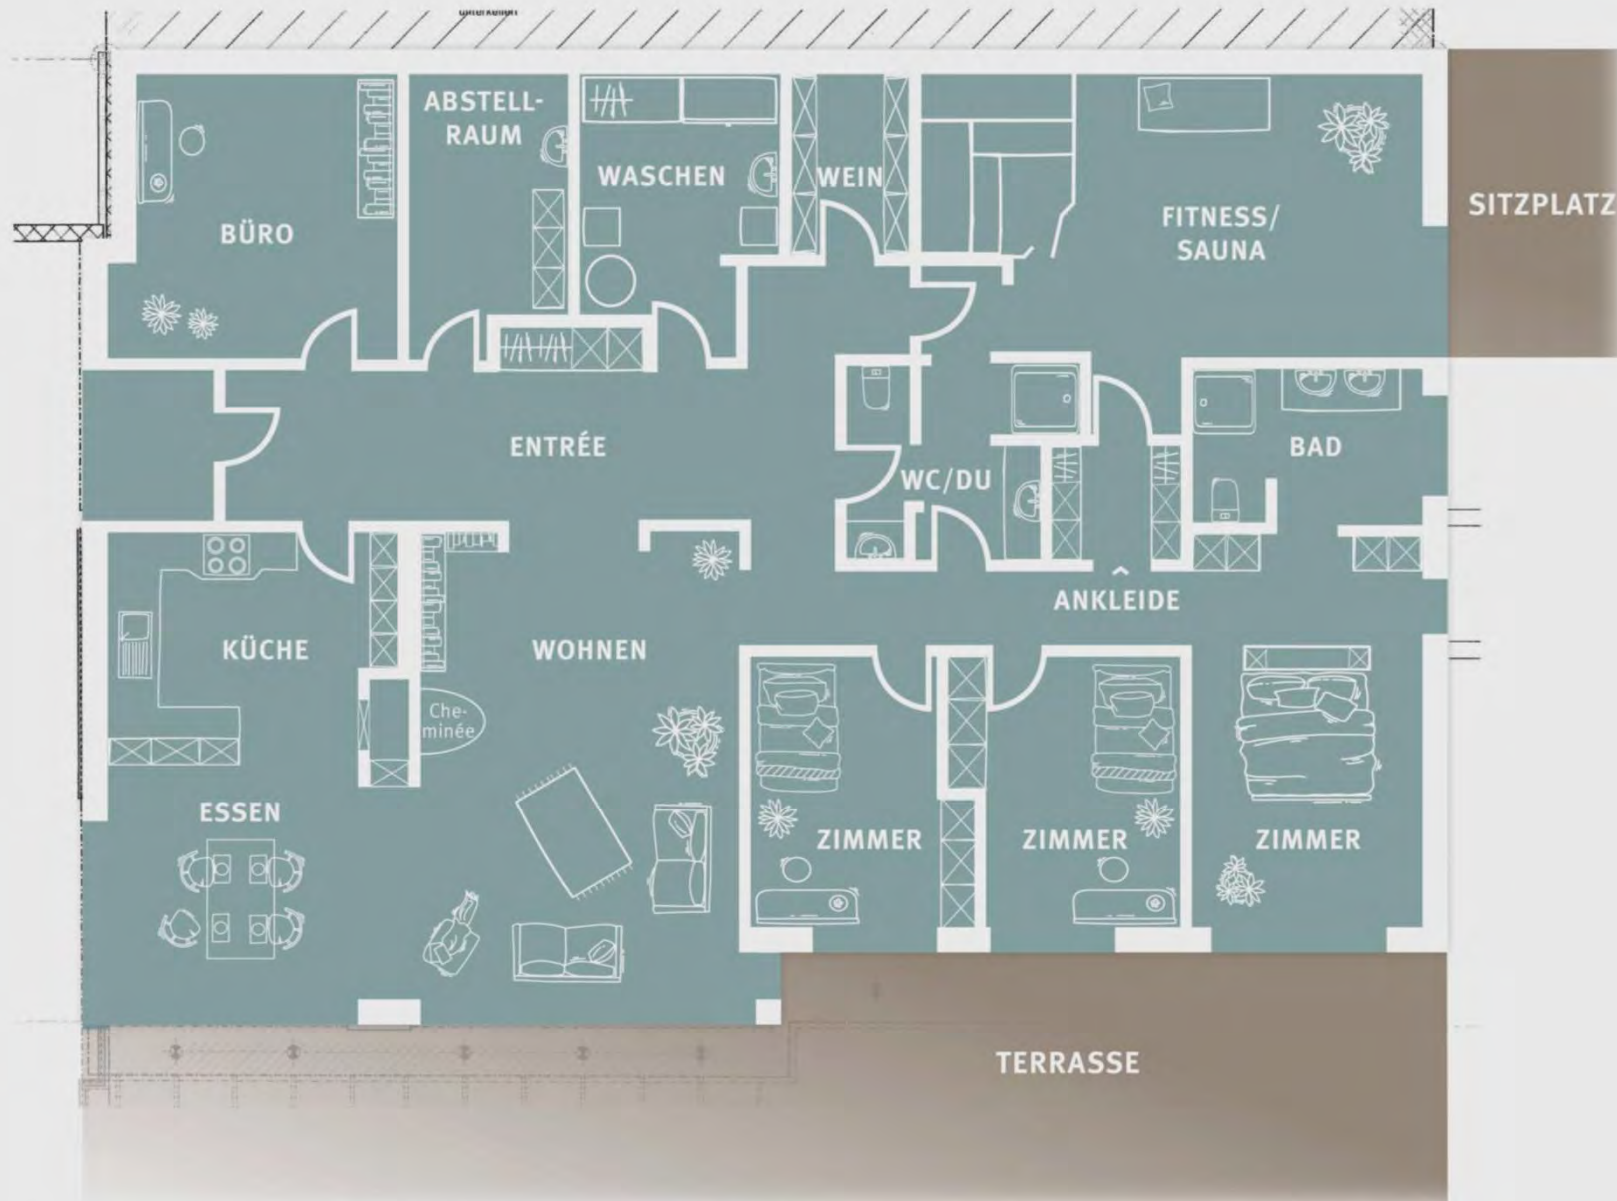 ABSTELL-
RAUM
WASCHEN
WEIN
BÜRO
FITNESS/
SAUNA
SITZPLATZ
ENTRÉE
WC/DU
BAD
ANKLEIDE
KÜCHE
WOHNEN
Che-
minée
ESSEN
ZIMMER
ZIMMER
ZIMMER
TERRASSE